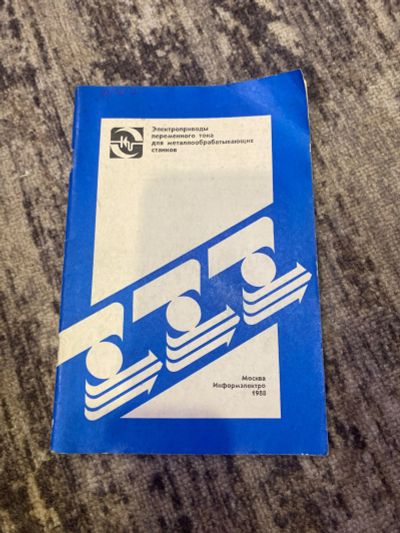 Электроприводы
переменного тока
для металлообрабатывающих
станков
Москва
Информэлектро
1988